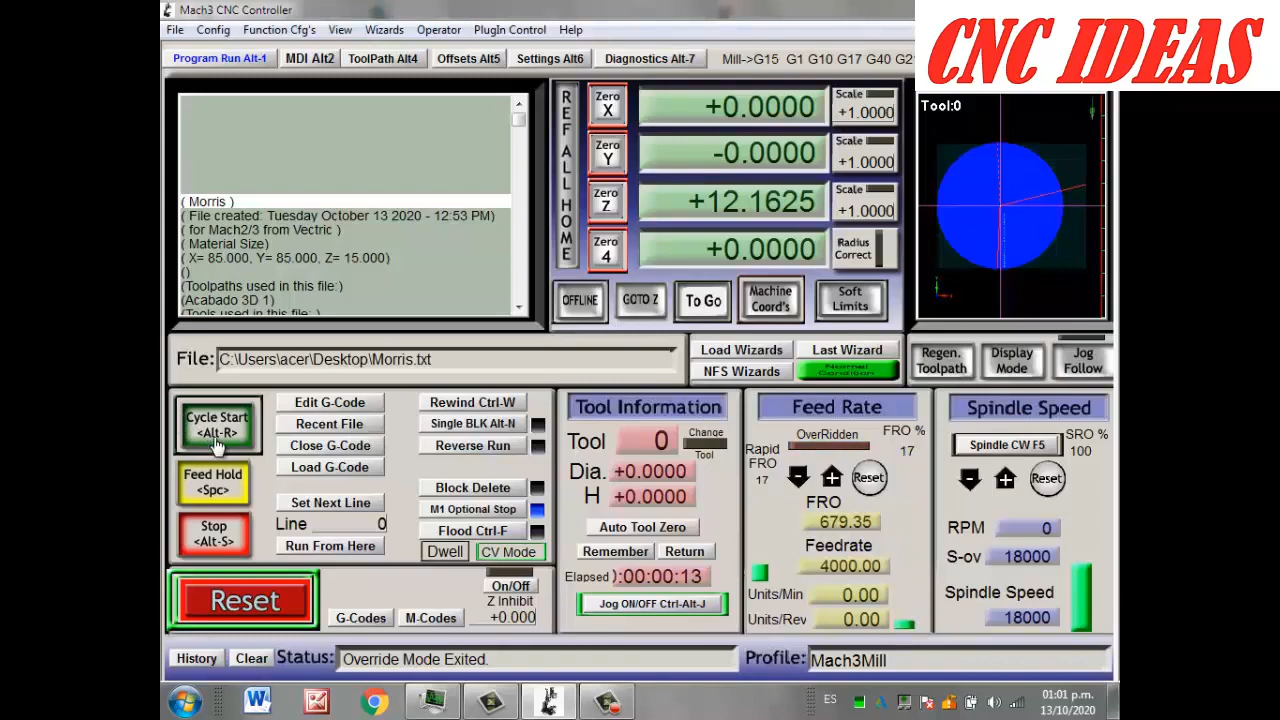 Mach3 CNC Controller
File Config Function Cfg's View Wizards Operator PlugIn Control Help
CNC IDEAS
Program Run Alt-1 MDI Alt2 ToolPath Alt4 Offsets Alt5 Settings Alt6 Diagnostics Alt-7 Mill->G15 G1 G10 G17 G40 G2
REF ALL HOME
Zero X +0.0000 Scale +1.0000
Zero Y -0.0000 Scale +1.0000
Zero Z +12.1625 Scale +1.0000
Zero 4 +0.0000 Radius Correct
OFFLINE GOTO Z To Go Machine Coord's Soft Limits
Tool:0
( Morris )
( File created: Tuesday October 13 2020 - 12:53 PM)
( for Mach2/3 from Vectric )
( Material Size)
( X= 85.000, Y= 85.000, Z= 15.000)
()
(Toolpaths used in this file:)
(Acabado 3D 1)
(Tools used in this file: )
File: C:\Users\acer\Desktop\Morris.txt
Load Wizards Last Wizard
NFS Wizards Normal Condition
Regen. Toolpath Display Mode Jog Follow
Cycle Start <Alt-R>
Feed Hold <Spc>
Stop <Alt-S>
Reset
Edit G-Code
Recent File
Close G-Code
Load G-Code
Set Next Line
Line 0
Run From Here
Rewind Ctrl-W
Single BLK Alt-N
Reverse Run
Block Delete
M1 Optional Stop
Flood Ctrl-F
Dwell CV Mode
On/Off
Z Inhibit
+0.000
G-Codes M-Codes
Tool Information
Tool 0 Change Tool
Dia. +0.0000
H +0.0000
Auto Tool Zero
Remember Return
Elapsed :00:00:13
Jog ON/OFF Ctrl-Alt-J
Feed Rate
OverRidden FRO %
17
Rapid FRO
17
Reset
FRO
679.35
Feedrate
4000.00
Units/Min 0.00
Units/Rev 0.00
Spindle Speed
Spindle CW F5 SRO %
100
Reset
RPM 0
S-ov 18000
Spindle Speed
18000
History Clear Status: Override Mode Exited. Profile: Mach3Mill
ES 01:01 p.m.
13/10/2020